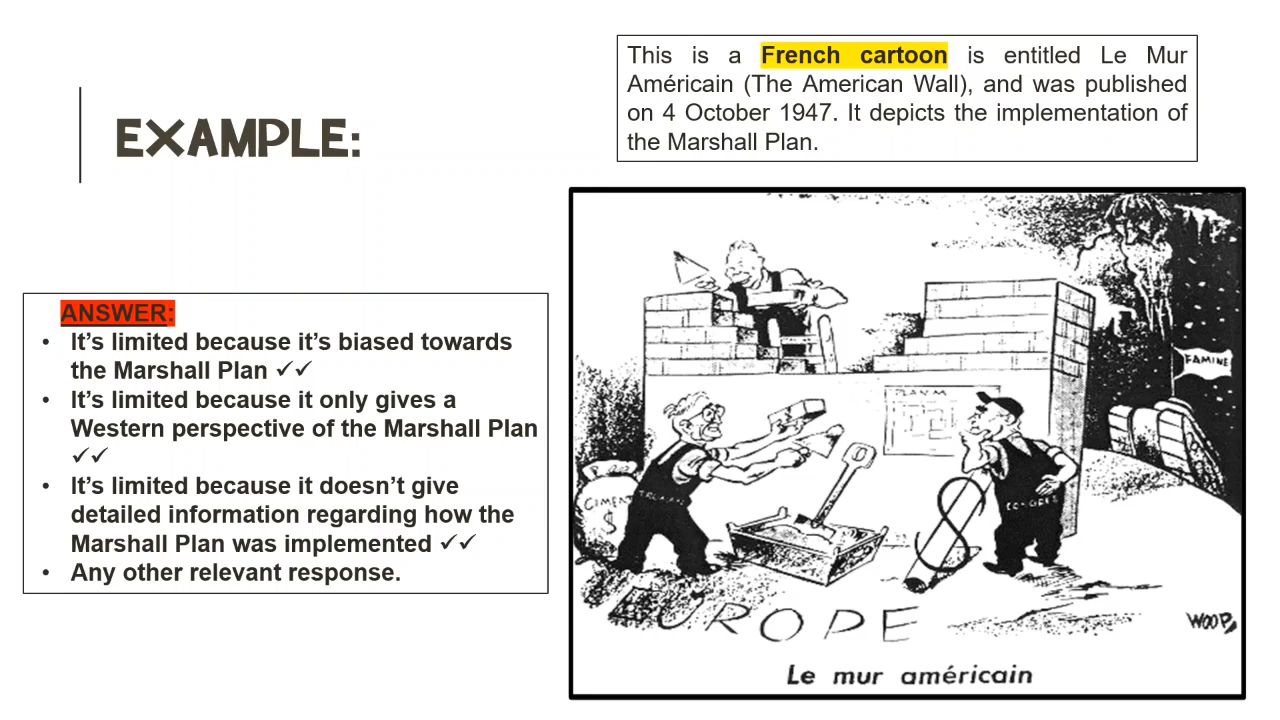 This is a French cartoon is entitled Le Mur
Américain (The American Wall), and was published
on 4 October 1947. It depicts the implementation of
the Marshall Plan.
EXAMPLE:
ANSWER:
• It's limited because it's biased towards
the Marshall Plan ✓✓
• It's limited because it only gives a
Western perspective of the Marshall Plan
✓✓
• It's limited because it doesn't give
detailed information regarding how the
Marshall Plan was implemented ✓✓
• Any other relevant response.
FAMINE
PLAN M
CIMENT
$
TRUMAN
$
EUROPE
WOOP
Le mur américain